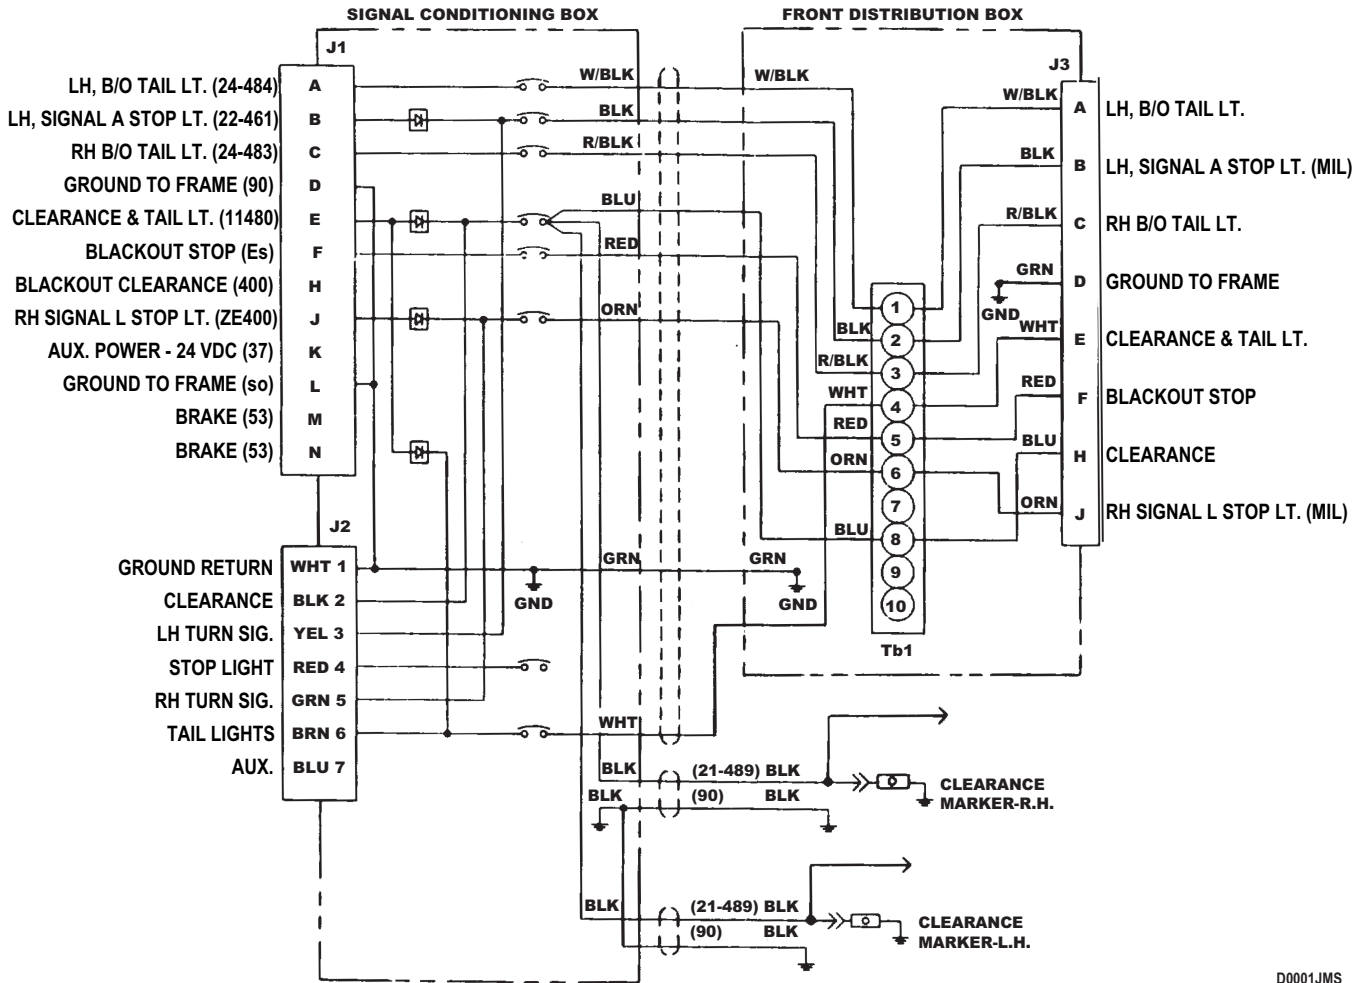 SIGNAL CONDITIONING BOX
FRONT DISTRIBUTION BOX
J1
LH, B/O TAIL LT. (24-484) A
LH, SIGNAL A STOP LT. (22-461) B
RH B/O TAIL LT. (24-483) C
GROUND TO FRAME (90) D
CLEARANCE & TAIL LT. (11480) E
BLACKOUT STOP (Es) F
BLACKOUT CLEARANCE (400) H
RH SIGNAL L STOP LT. (ZE400) J
AUX. POWER - 24 VDC (37) K
GROUND TO FRAME (so) L
BRAKE (53) M
BRAKE (53) N
J2
GROUND RETURN WHT 1
CLEARANCE BLK 2
LH TURN SIG. YEL 3
STOP LIGHT RED 4
RH TURN SIG. GRN 5
TAIL LIGHTS BRN 6
AUX. BLU 7
W/BLK
BLK
R/BLK
BLU
RED
ORN
GRN
GND
WHT
BLK
BLK
BLK
W/BLK
BLK
R/BLK
WHT
RED
ORN
BLU
GRN
GND
1
2
3
4
5
6
7
8
9
10
Tb1
J3
W/BLK A LH, B/O TAIL LT.
BLK B LH, SIGNAL A STOP LT. (MIL)
R/BLK C RH B/O TAIL LT.
GRN D GROUND TO FRAME
GND
WHT E CLEARANCE & TAIL LT.
RED F BLACKOUT STOP
BLU H CLEARANCE
ORN J RH SIGNAL L STOP LT. (MIL)
(21-489) BLK
(90) BLK
CLEARANCE
MARKER-R.H.
(21-489) BLK
(90) BLK
CLEARANCE
MARKER-L.H.
D0001JMS